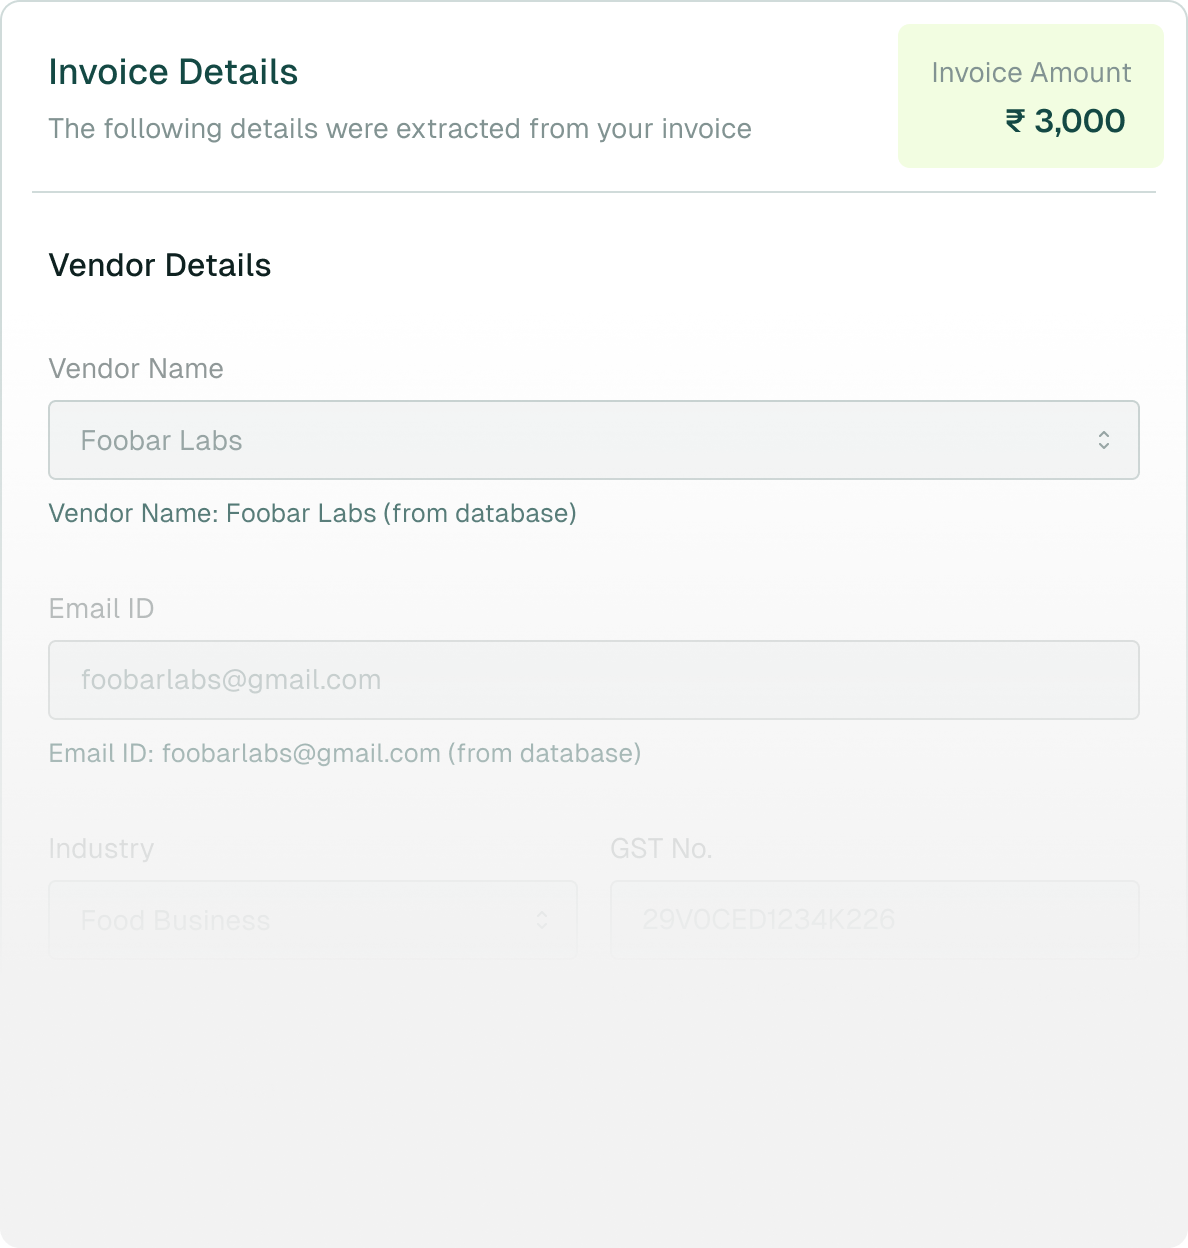 Invoice Details
The following details were extracted from your invoice
Invoice Amount
₹ 3,000
Vendor Details
Vendor Name
Foobar Labs
Vendor Name: Foobar Labs (from database)
Email ID
foobarlabs@gmail.com
Email ID: foobarlabs@gmail.com (from database)
Industry
GST No.
Food Business
29V0CED1234K226